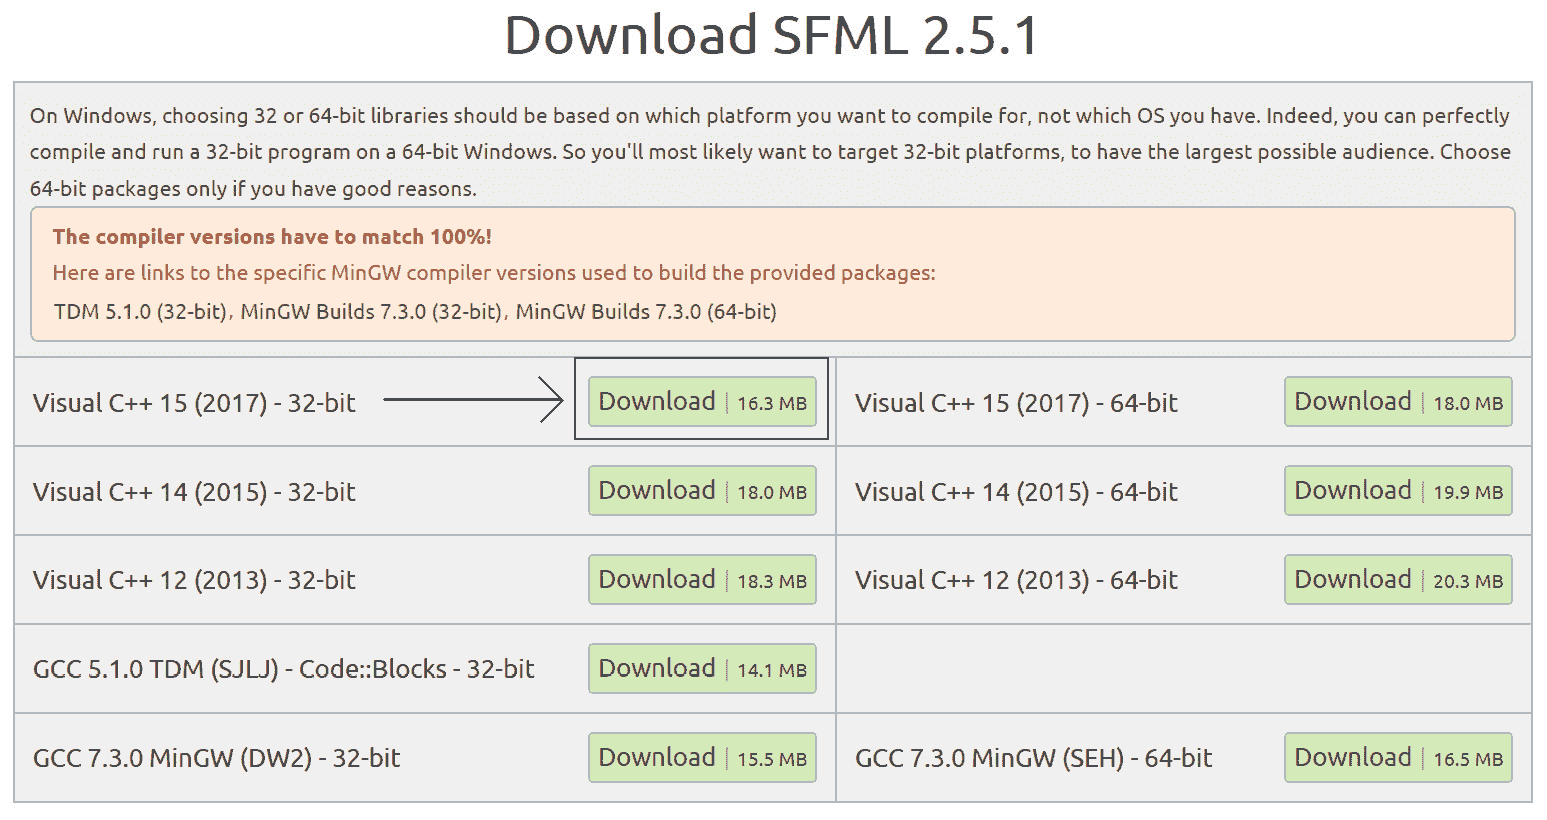 Download SFML 2.5.1
On Windows, choosing 32 or 64-bit libraries should be based on which platform you want to compile for, not which OS you have. Indeed, you can perfectly
compile and run a 32-bit program on a 64-bit Windows. So you'll most likely want to target 32-bit platforms, to have the largest possible audience. Choose
64-bit packages only if you have good reasons.
The compiler versions have to match 100%!
Here are links to the specific MinGW compiler versions used to build the provided packages:
TDM 5.1.0 (32-bit), MinGW Builds 7.3.0 (32-bit), MinGW Builds 7.3.0 (64-bit)
Visual C++ 15 (2017) - 32-bit Download | 16.3 MB Visual C++ 15 (2017) - 64-bit Download | 18.0 MB
Visual C++ 14 (2015) - 32-bit Download | 18.0 MB Visual C++ 14 (2015) - 64-bit Download | 19.9 MB
Visual C++ 12 (2013) - 32-bit Download | 18.3 MB Visual C++ 12 (2013) - 64-bit Download | 20.3 MB
GCC 5.1.0 TDM (SJLJ) - Code::Blocks - 32-bit Download | 14.1 MB
GCC 7.3.0 MinGW (DW2) - 32-bit Download | 15.5 MB GCC 7.3.0 MinGW (SEH) - 64-bit Download | 16.5 MB